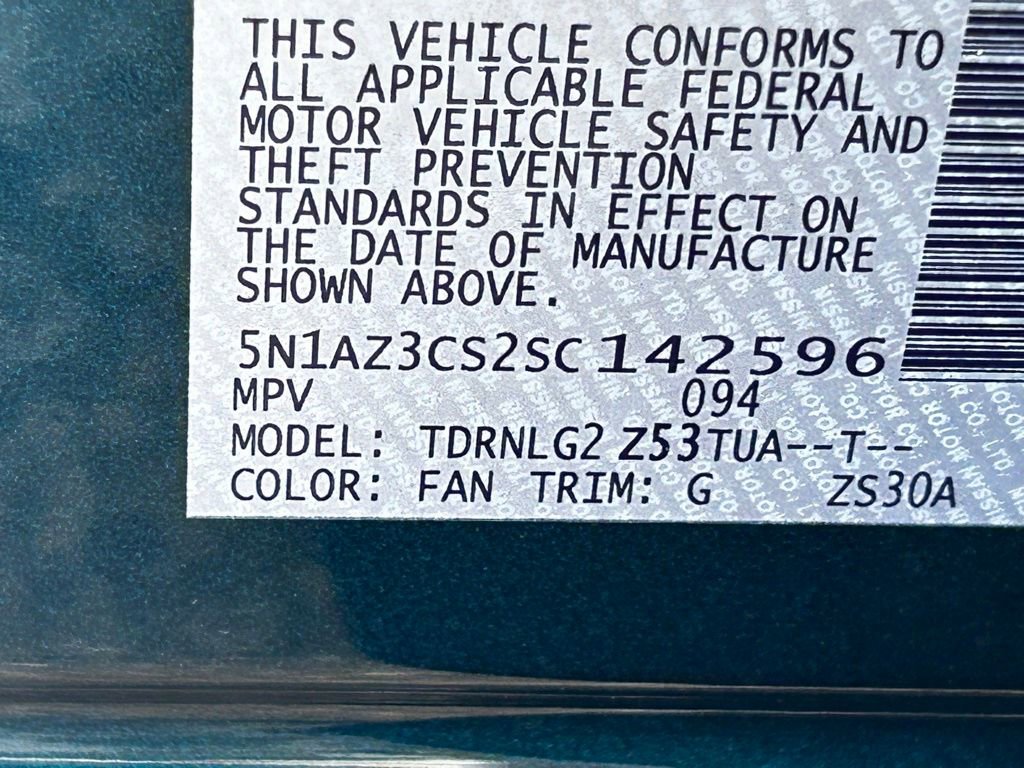 THIS VEHICLE CONFORMS TO
ALL APPLICABLE FEDERAL
MOTOR VEHICLE SAFETY AND
THEFT PREVENTION
STANDARDS IN EFFECT ON
THE DATE OF MANUFACTURE
SHOWN ABOVE.
5N1AZ3CS2SC142596
MPV 094
MODEL: TDRNLG2 Z53TUA--T--
COLOR: FAN TRIM: G ZS30A